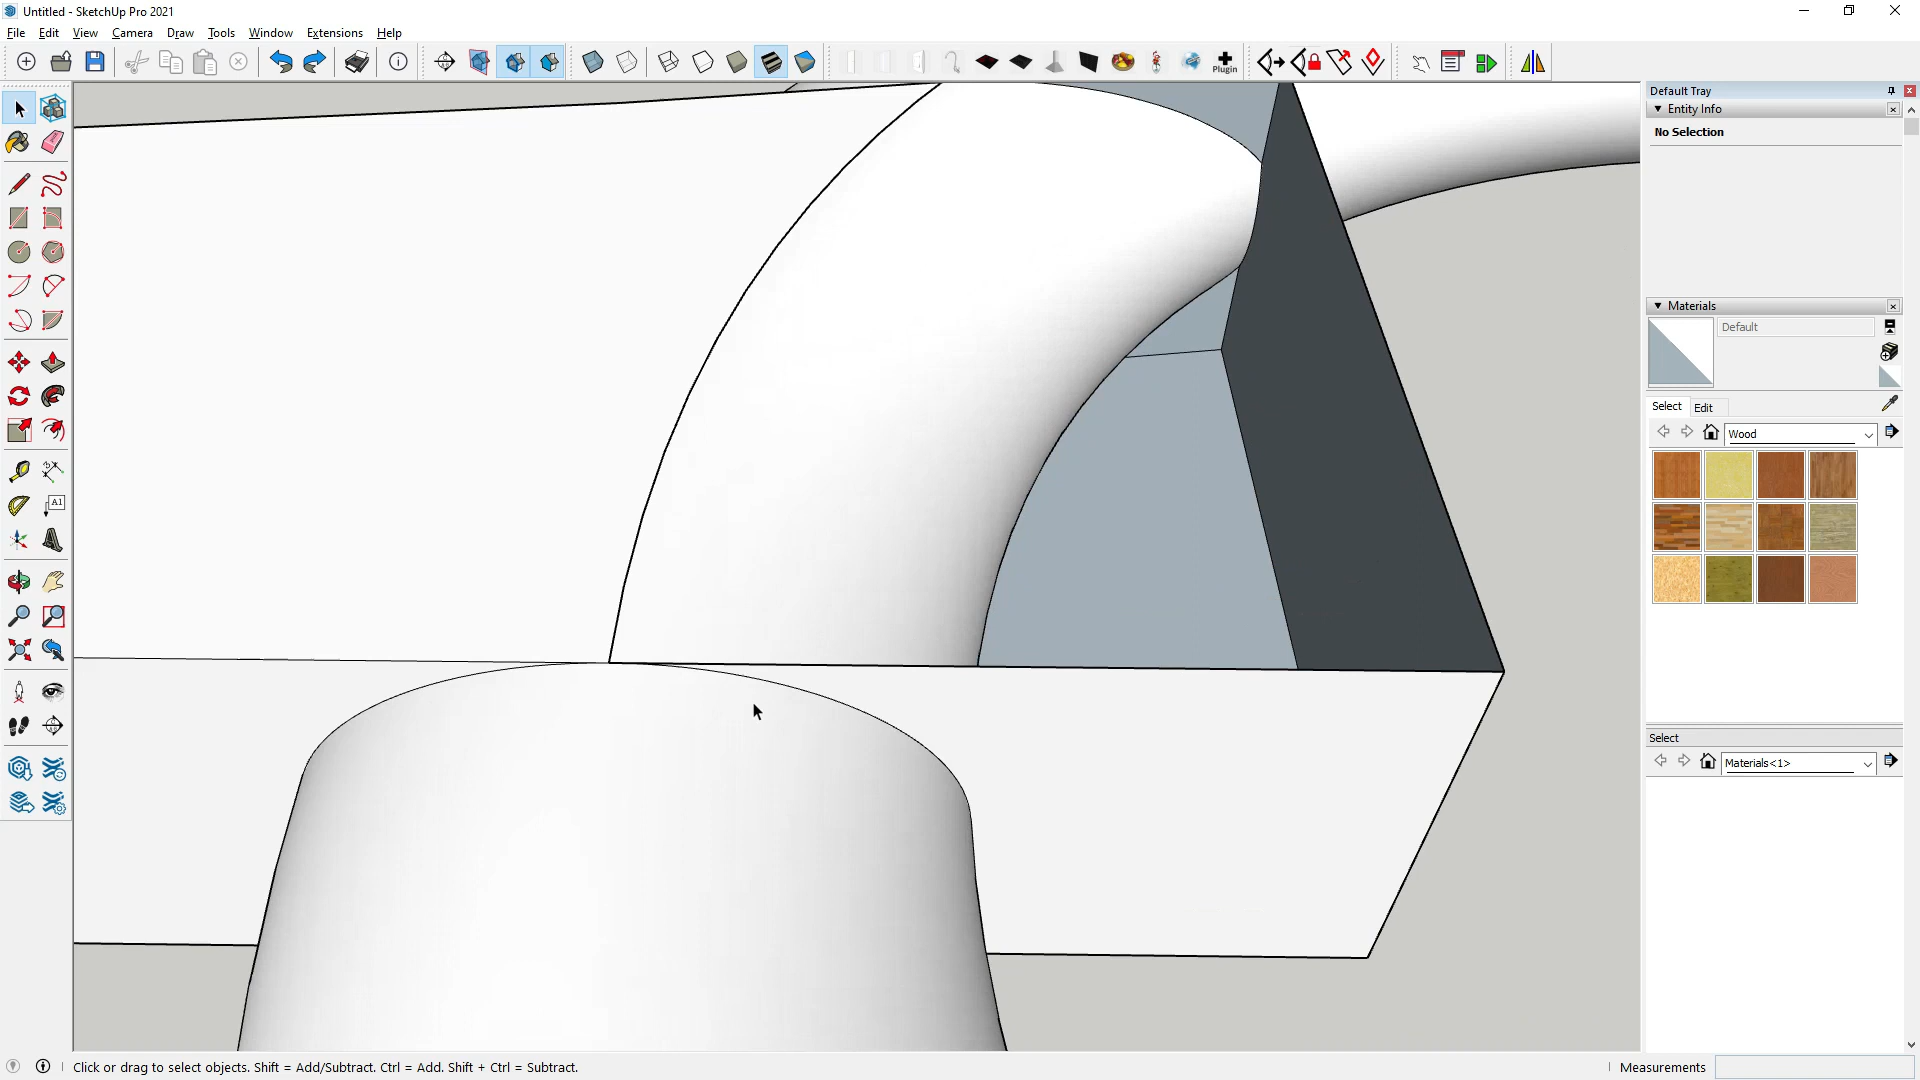 Untitled - SketchUp Pro 2021
File Edit View Camera Draw Tools Window Extensions Help
Plugin
Default Tray
Entity Info
No Selection
Materials
Default
Select Edit
Wood
Select
Materials<1>
A1
Click or drag to select objects. Shift = Add/Subtract. Ctrl = Add. Shift + Ctrl = Subtract.
Measurements